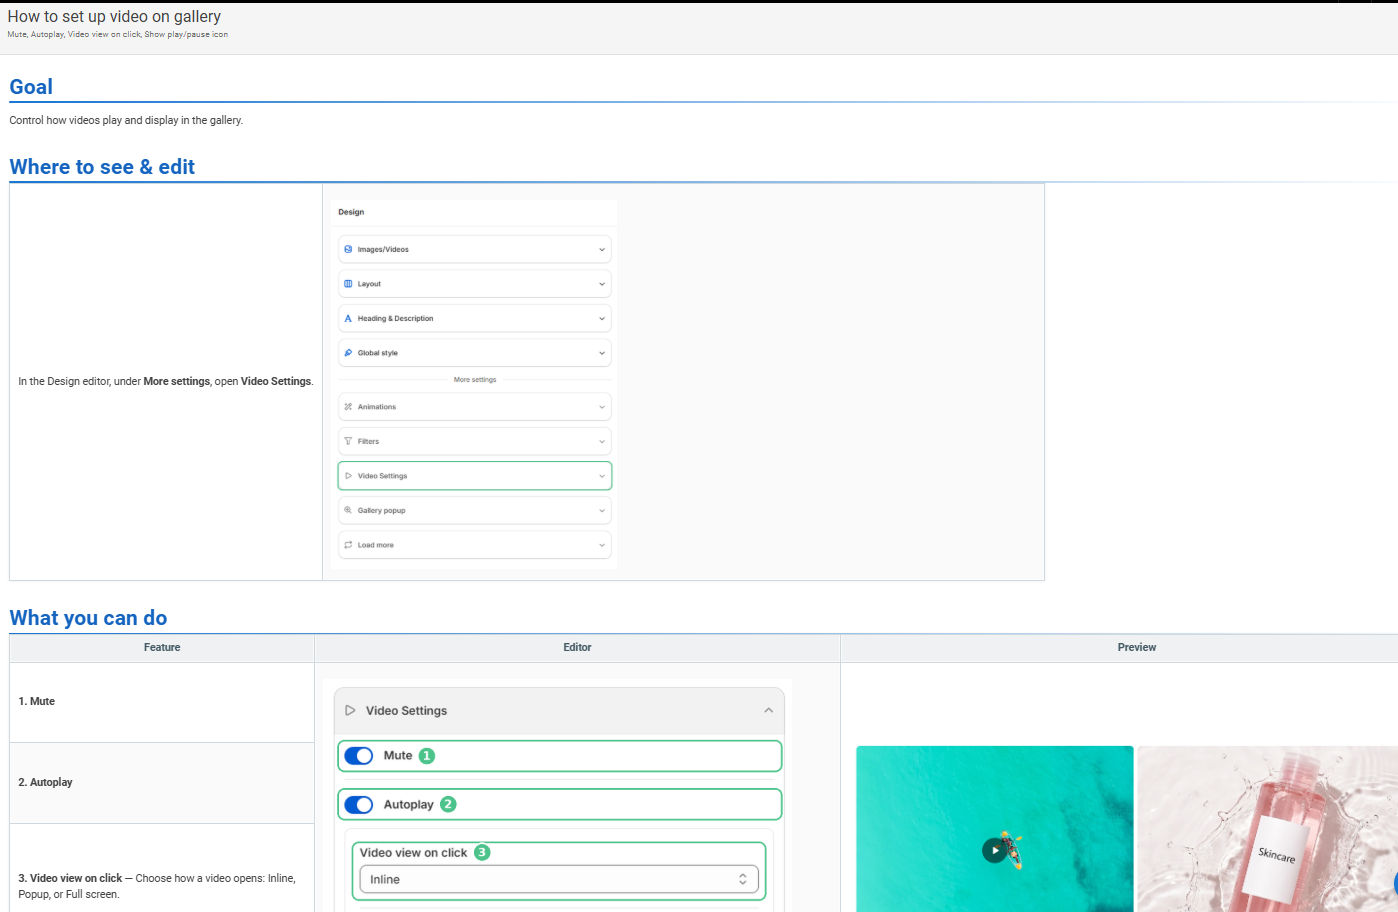 How to set up video on gallery
Mute, Autoplay, Video view on click, Show play/pause icon
Goal
Control how videos play and display in the gallery.
Where to see & edit
In the Design editor, under More settings, open Video Settings.
Design
Images/Videos
Layout
Heading & Description
Global style
More settings
Animations
Filters
Video Settings
Gallery popup
Load more
What you can do
Feature
Editor
Preview
1. Mute
2. Autoplay
3. Video view on click — Choose how a video opens: Inline,
Popup, or Full screen.
Video Settings
Mute 1
Autoplay 2
Video view on click 3
Inline
Skincare